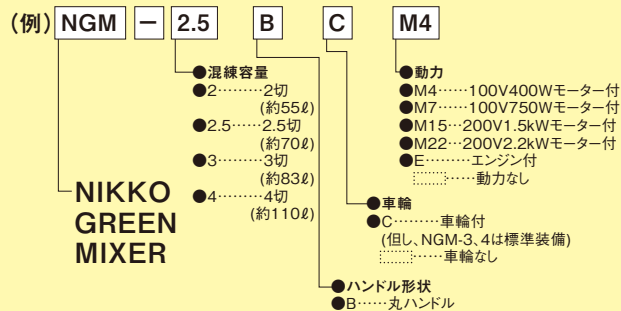 (例) NGM － 2.5 B C M4
●混練容量
●2………2切
(約55ℓ)
●2.5……2.5切
(約70ℓ)
●3………3切
(約83ℓ)
●4………4切
(約110ℓ)
●動力
●M4……100V400Wモーター付
●M7……100V750Wモーター付
●M15…200V1.5kWモーター付
●M22…200V2.2kWモーター付
●E………エンジン付
……動力なし
NIKKO
GREEN
MIXER
●車輪
●C………車輪付
(但し、NGM-3、4は標準装備)
……車輪なし
●ハンドル形状
●B……丸ハンドル